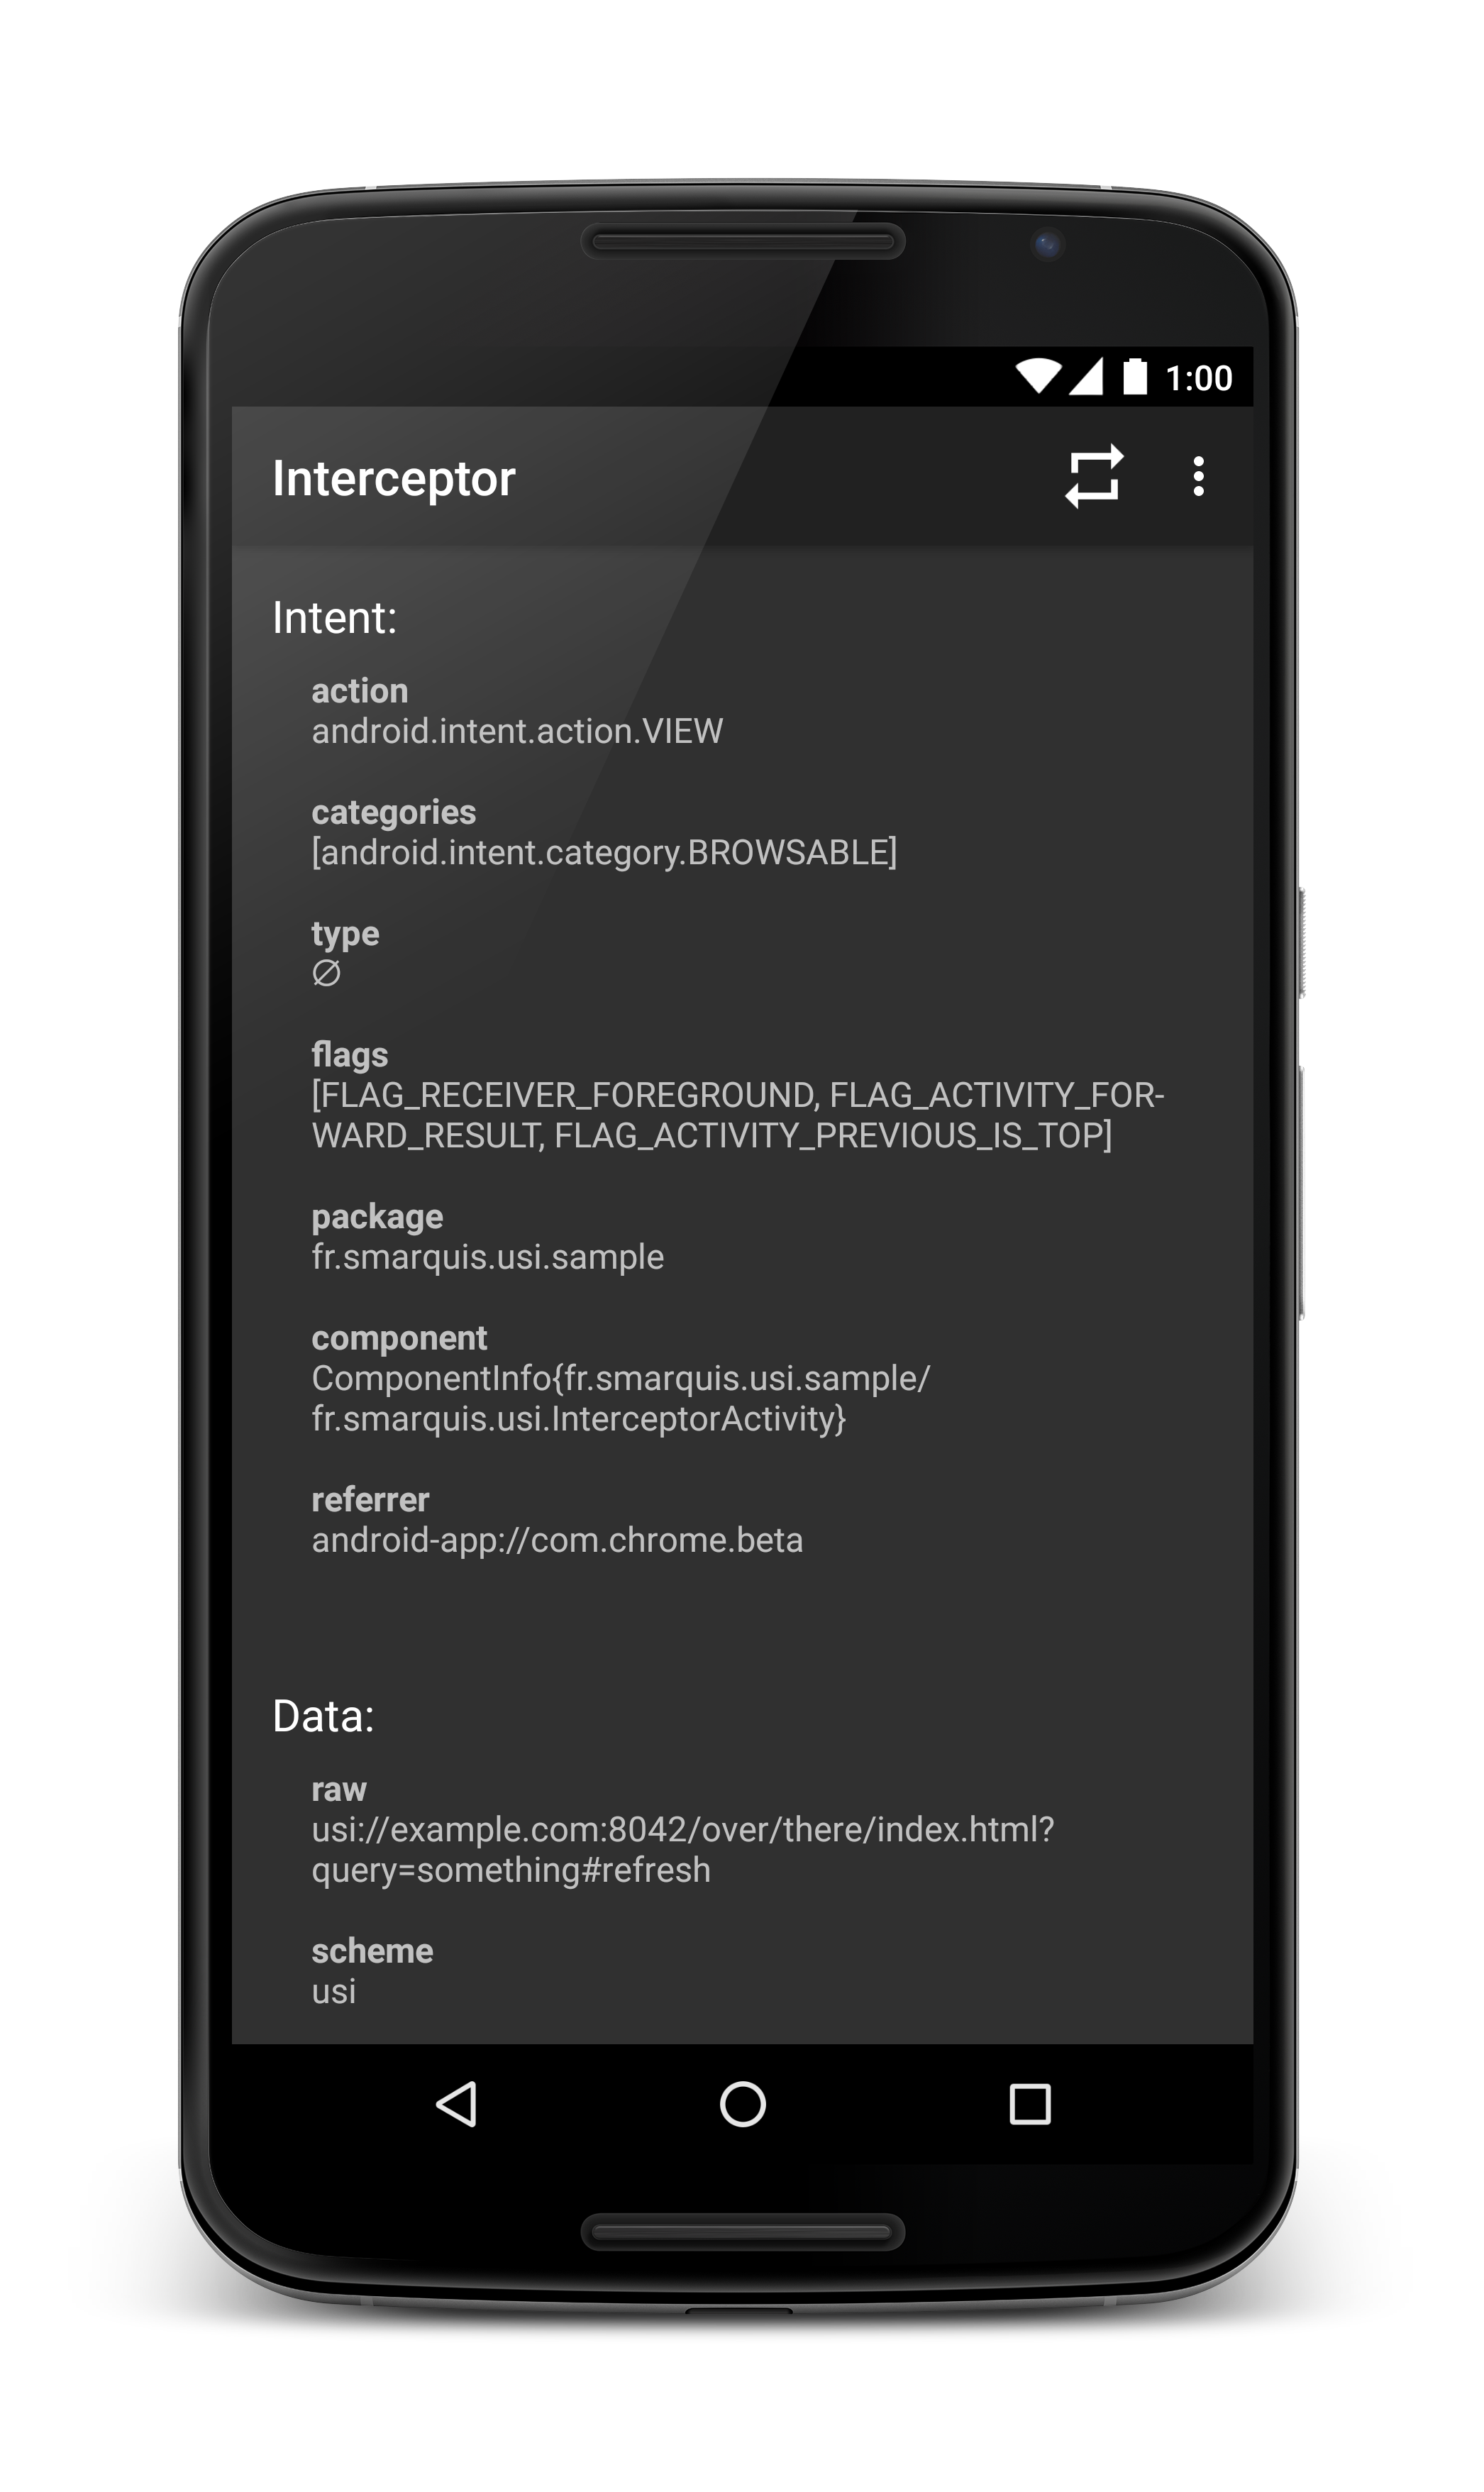 1:00
Interceptor
Intent:
action
android.intent.action.VIEW
categories
[android.intent.category.BROWSABLE]
type
∅
flags
[FLAG_RECEIVER_FOREGROUND, FLAG_ACTIVITY_FOR-
WARD_RESULT, FLAG_ACTIVITY_PREVIOUS_IS_TOP]
package
fr.smarquis.usi.sample
component
ComponentInfo{fr.smarquis.usi.sample/
fr.smarquis.usi.InterceptorActivity}
referrer
android-app://com.chrome.beta
Data:
raw
usi://example.com:8042/over/there/index.html?
query=something#refresh
scheme
usi